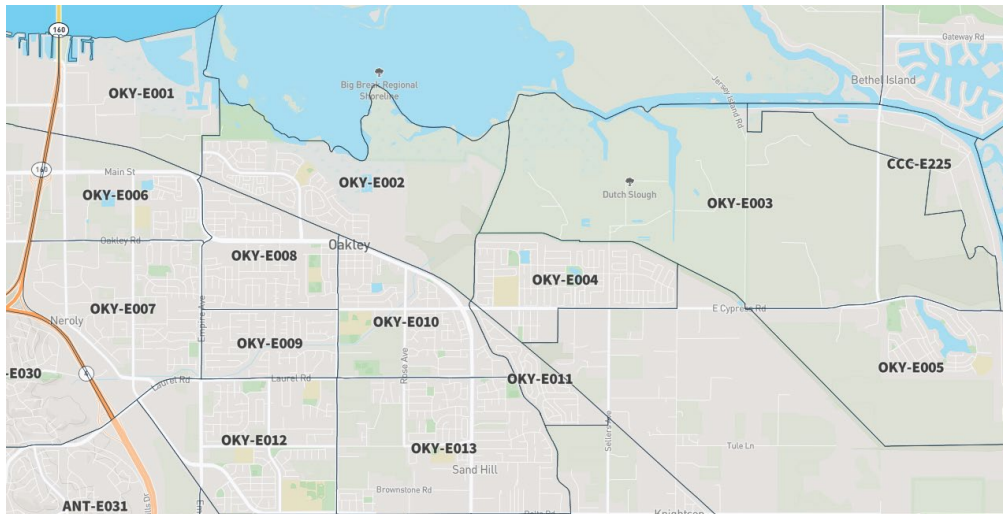 160
Gateway Rd
Big Break Regional
Shoreline
Bethel Island
Jersey Island Rd
OKY-E001
CCC-E225
160
Main St
OKY-E002
OKY-E006
Dutch Slough
OKY-E003
Oakley Rd
Oakley
OKY-E008
OKY-E004
OKY-E007
Empire Ave
E Cypress Rd
Neroly
OKY-E010
OKY-E009
Rose Ave
OKY-E005
-E030
4
Laurel Rd
Laurel Rd
OKY-E011
Sellers Ave
OKY-E012
OKY-E013
Tule Ln
Sand Hill
Brownstone Rd
ANT-E031
Knightsen